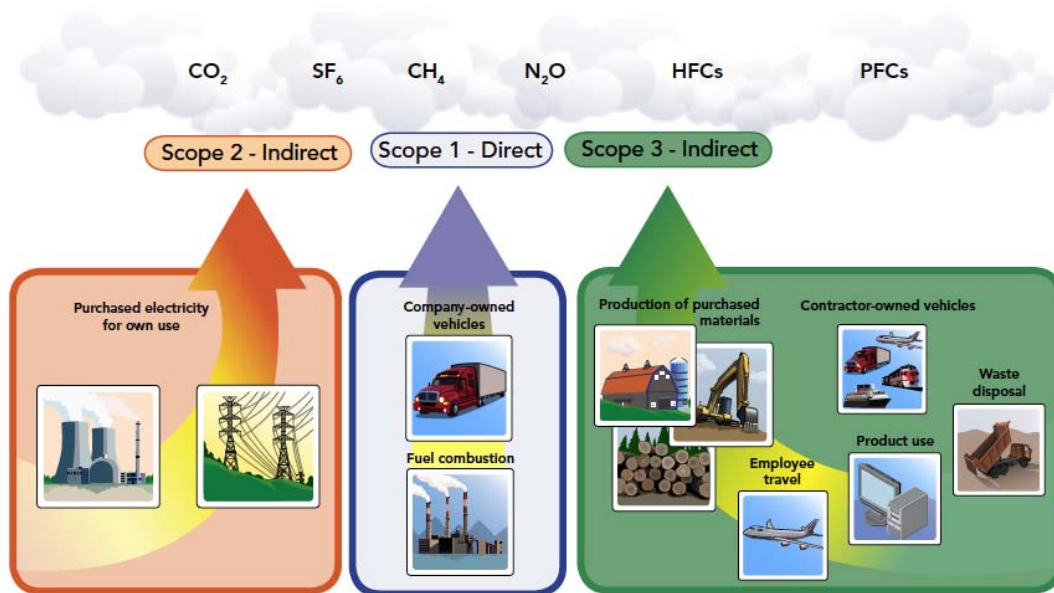 CO₂ SF₆ CH₄ N₂O HFCs PFCs
Scope 2 - Indirect
Scope 1 - Direct
Scope 3 - Indirect
Purchased electricity
for own use
Company-owned
vehicles
Fuel combustion
Production of purchased
materials
Contractor-owned vehicles
Waste
disposal
Product use
Employee
travel